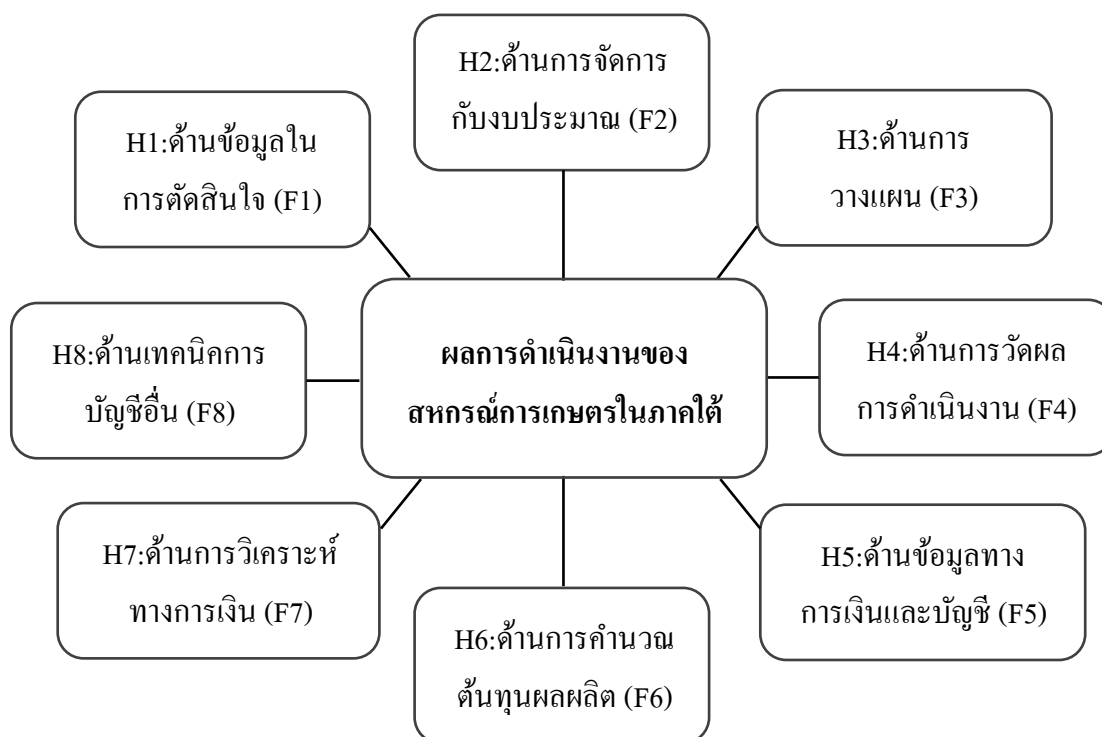 H2:ด้านการจัดการ
กับงบประมาณ (F2)
H1:ด้านข้อมูลใน
การตัดสินใจ (F1)
H3:ด้านการ
วางแผน (F3)
ผลการดำเนินงานของ
สหกรณ์การเกษตรในภาคใต้
H8:ด้านเทคนิคการ
บัญชีอื่น (F8)
H4:ด้านการวัดผล
การดำเนินงาน (F4)
H7:ด้านการวิเคราะห์
ทางการเงิน (F7)
H5:ด้านข้อมูลทาง
การเงินและบัญชี (F5)
H6:ด้านการคำนวณ
ต้นทุนผลผลิต (F6)